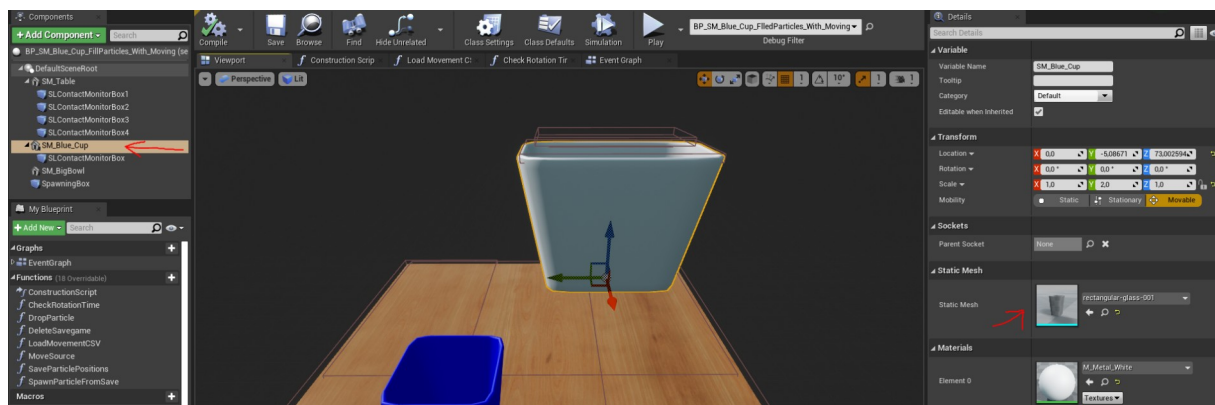 Components
+ Add Component
Search
BP_SM_Blue_Cup_FillParticles_With_Moving (se
DefaultSceneRoot
SM_Table
SLContactMonitorBox1
SLContactMonitorBox2
SLContactMonitorBox3
SLContactMonitorBox4
SM_Blue_Cup
SLContactMonitorBox
SM_BigBowl
SpawningBox
My Blueprint
+ Add New
Search
Graphs
EventGraph
Functions (18 Overridable)
ConstructionScript
CheckRotationTime
DropParticle
DeleteSavegame
LoadMovementCSV
MoveSource
SaveParticlePositions
SpawnParticleFromSave
Macros
Compile
Save
Browse
Find
Hide Unrelated
Class Settings
Class Defaults
Simulation
Play
BP_SM_Blue_Cup_FIledParticles_With_Moving
Debug Filter
Viewport
Construction Scrip
Load Movement C
Check Rotation Tir
Event Graph
Perspective
Lit
1
10°
1
1
Details
Search Details
Variable
Variable Name
SM_Blue_Cup
Tooltip
Category
Default
Editable when Inherited
Transform
Location
X 0,0
Y -5,08671
Z 73,002594
Rotation
X 0,0 °
Y 0,0 °
Z 0,0 °
Scale
X 1,0
Y 2,0
Z 1,0
Mobility
Static
Stationary
Movable
Sockets
Parent Socket
None
Static Mesh
Static Mesh
rectangular-glass-001
Materials
Element 0
M_Metal_White
Textures